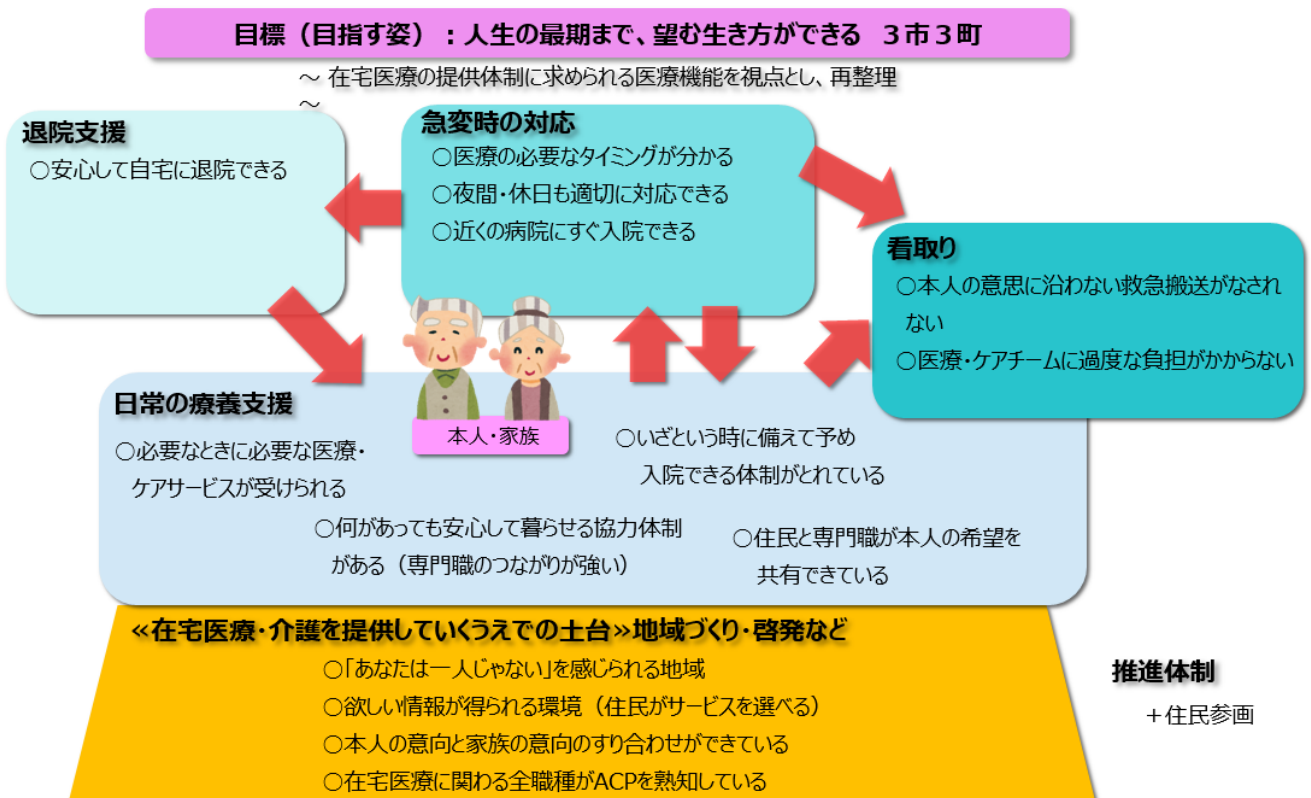 目標（目指す姿）：人生の最期まで、望む生き方ができる　３市３町
～ 在宅医療の提供体制に求められる医療機能を視点とし、再整理
～
退院支援
○安心して自宅に退院できる
急変時の対応
○医療の必要なタイミングが分かる
○夜間・休日も適切に対応できる
○近くの病院にすぐ入院できる
看取り
○本人の意思に沿わない救急搬送がなされ
ない
○医療・ケアチームに過度な負担がかからない
日常の療養支援
本人・家族
○必要なときに必要な医療・
ケアサービスが受けられる
○いざという時に備えて予め
入院できる体制がとれている
○何があっても安心して暮らせる協力体制
がある（専門職のつながりが強い）
○住民と専門職が本人の希望を
共有できている
≪在宅医療・介護を提供していくうえでの土台≫地域づくり・啓発など
○「あなたは一人じゃない」を感じられる地域
○欲しい情報が得られる環境（住民がサービスを選べる）
○本人の意向と家族の意向のすり合わせができている
○在宅医療に関わる全職種がACPを熟知している
推進体制
＋住民参画